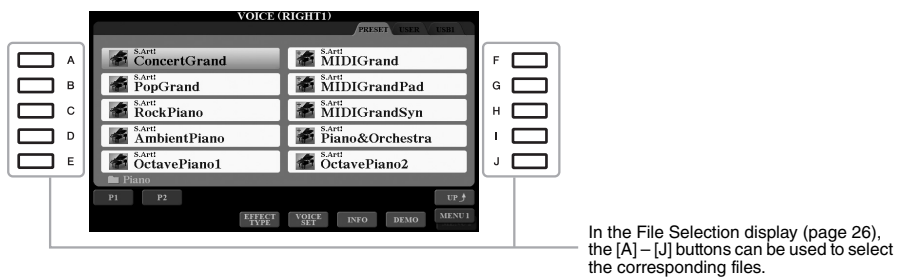 VOICE (RIGHT1)
PRESET USER USB1
A S.Art! ConcertGrand S.Art! MIDIGrand F
B S.Art! PopGrand S.Art! MIDIGrandPad G
C S.Art! RockPiano S.Art! MIDIGrandSyn H
D S.Art! AmbientPiano S.Art! Piano&Orchestra I
E S.Art! OctavePiano1 S.Art! OctavePiano2 J
Piano
P1 P2 UP
EFFECT TYPE VOICE SET INFO DEMO MENU 1
In the File Selection display (page 26),
the [A] – [J] buttons can be used to select
the corresponding files.